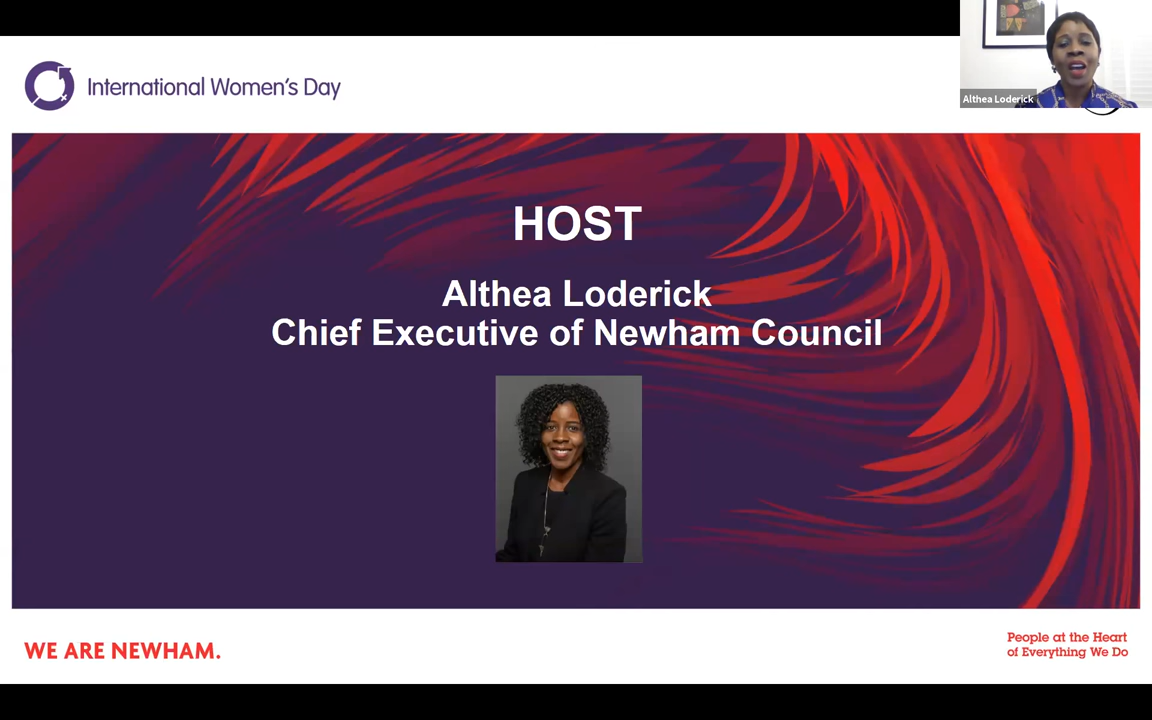 International Women's Day
Althea Loderick
HOST
Althea Loderick
Chief Executive of Newham Council
WE ARE NEWHAM.
People at the Heart
of Everything We Do